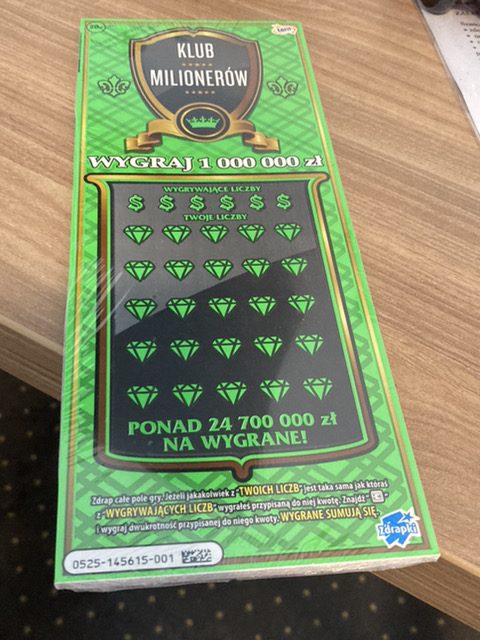 KLUB
MILIONERÓW
WYGRAJ 1 000 000 zł
WYGRYWAJĄCE LICZBY
$ $ $ $ $ $
TWOJE LICZBY
PONAD 24 700 000 zł
NA WYGRANE!
Zdrap całe pole gry. Jeżeli jakakolwiek z "TWOICH LICZB" jest taka sama jak któraś
z "WYGRYWAJĄCYCH LICZB", wygrałeś przypisaną do niej kwotę. Znajdź
i wygraj dwukrotność przypisanej do niego kwoty. WYGRANE SUMUJĄ SIĘ.
Zdrapki
0525-145615-001